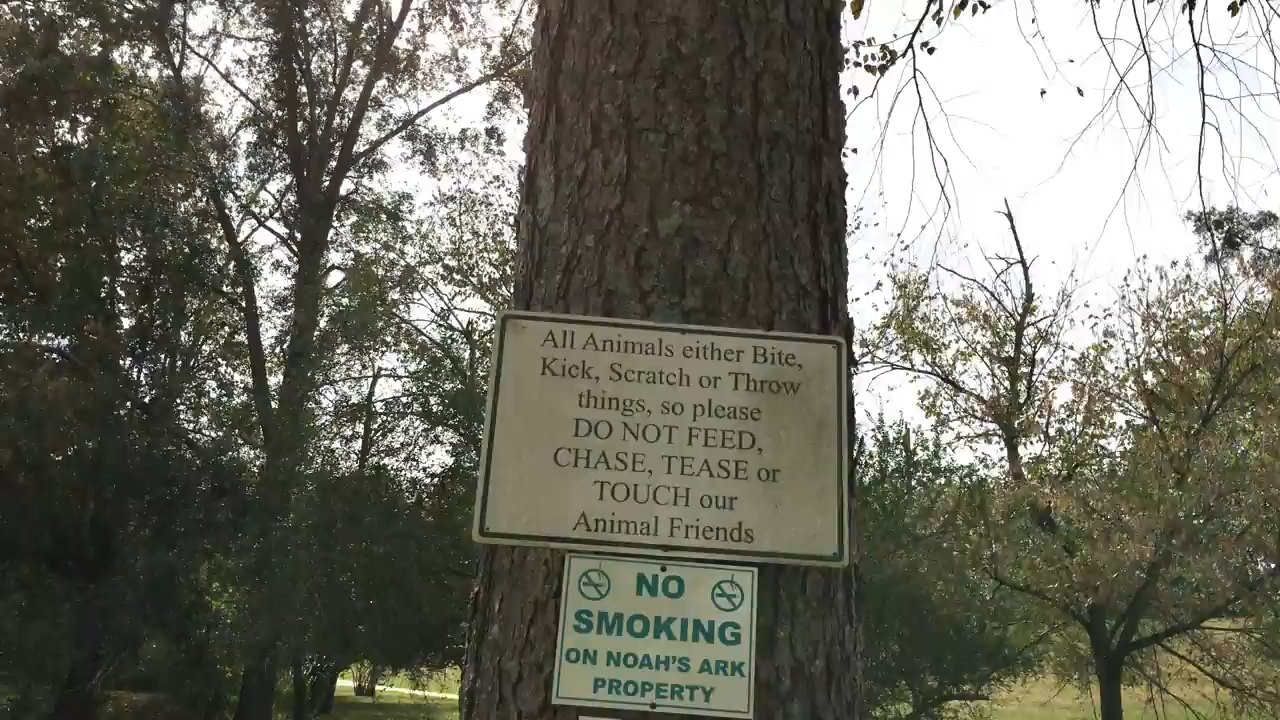 All Animals either Bite,
Kick, Scratch or Throw
things, so please
DO NOT FEED,
CHASE, TEASE or
TOUCH our
Animal Friends
NO
SMOKING
ON NOAH'S ARK
PROPERTY